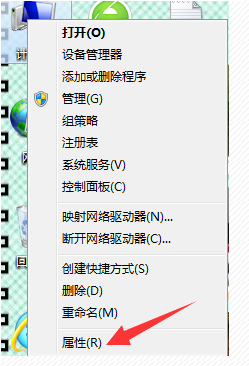 打开(O)
计
设备管理器
添加或删除程序
管理(G)
组策略
注册表
系统服务(V)
控制面板(C)
映射网络驱动器(N)...
断开网络驱动器(C)...
创建快捷方式(S)
删除(D)
重命名(M)
属性(R)